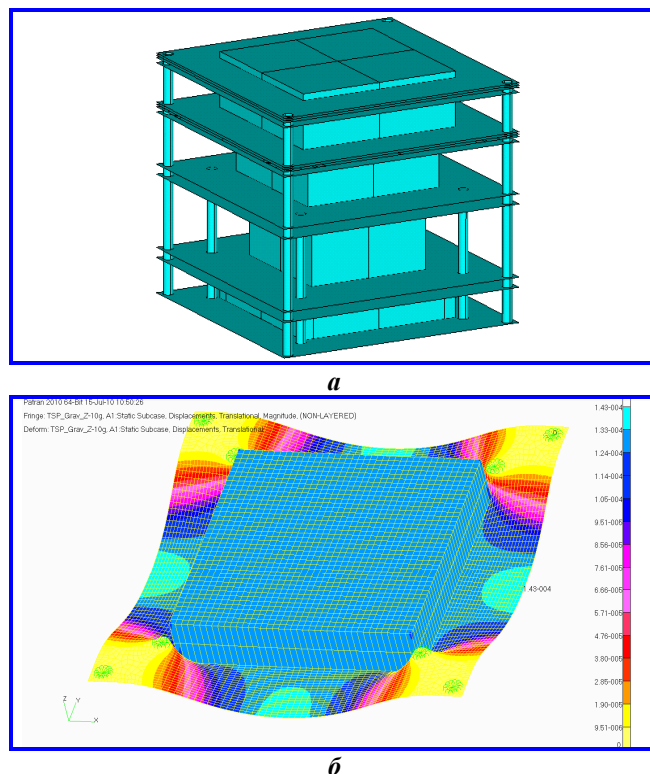 а
Patran 2010 64-Bit 15-Jul-10 10:50:26
Fringe: TSP_Grav_Z-10g, A1:Static Subcase, Displacements, Translational, Magnitude, (NON-LAYERED)
Deform: TSP_Grav_Z-10g, A1:Static Subcase, Displacements, Translational
1.43-004
1.33-004
1.24-004
1.14-004
1.05-004
9.51-005
8.56-005
7.61-005
6.66-005
5.71-005
4.76-005
3.80-005
2.85-005
1.90-005
9.51-006
0
1.43-004
Z
Y
X
б